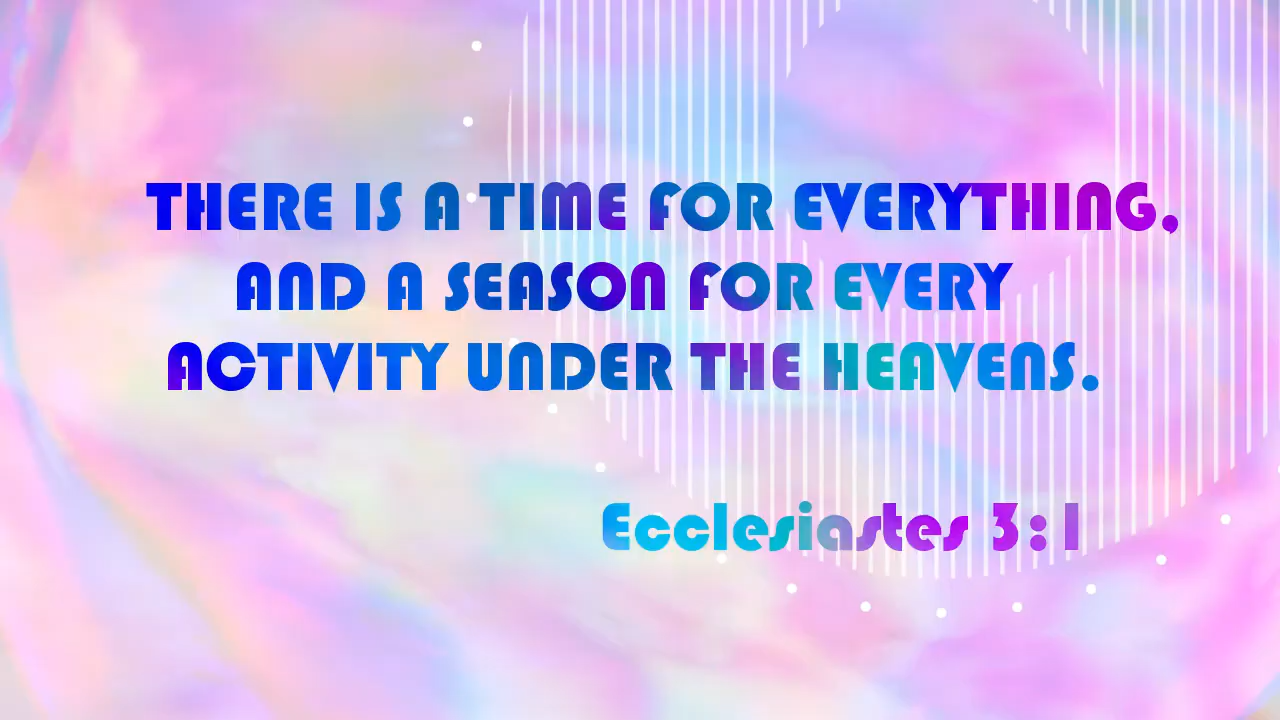 THERE IS A TIME FOR EVERYTHING,
AND A SEASON FOR EVERY
ACTIVITY UNDER THE HEAVENS.
Ecclesiastes 3:1